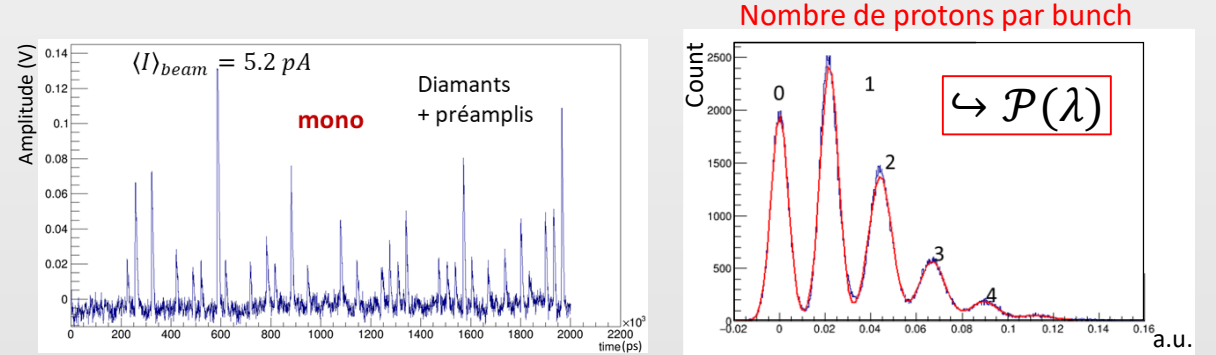 Nombre de protons par bunch
Amplitude (V)
0.14
0.12
0.1
0.08
0.06
0.04
0.02
0
⟨I⟩beam = 5.2 pA
mono
Diamants
+ préamplis
0 200 400 600 800 1000 1200 1400 1600 1800 2000 2200
×10³
time(ps)
Count
2500
2000
1500
1000
500
0
0
1
2
3
4
↪ 𝒫(λ)
−0.02 0 0.02 0.04 0.06 0.08 0.1 0.12 0.14 0.16
a.u.